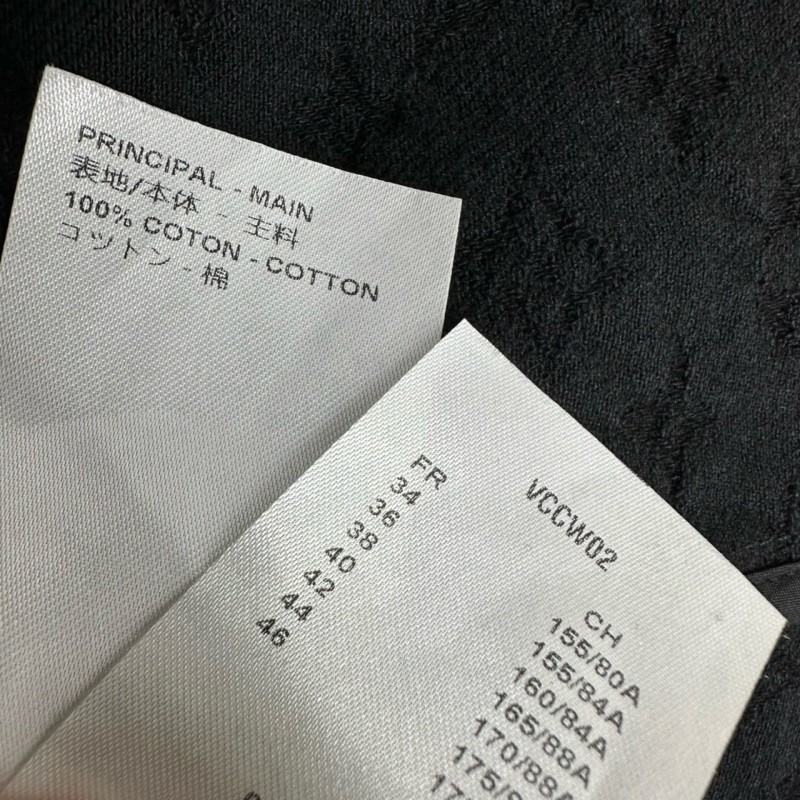 PRINCIPAL - MAIN
表地/本体 - 主料
100% COTON - COTTON
コットン - 棉
VCCW02
FR
34
36
38
40
42
44
46
CH
155/80A
155/84A
160/84A
165/88A
170/88A